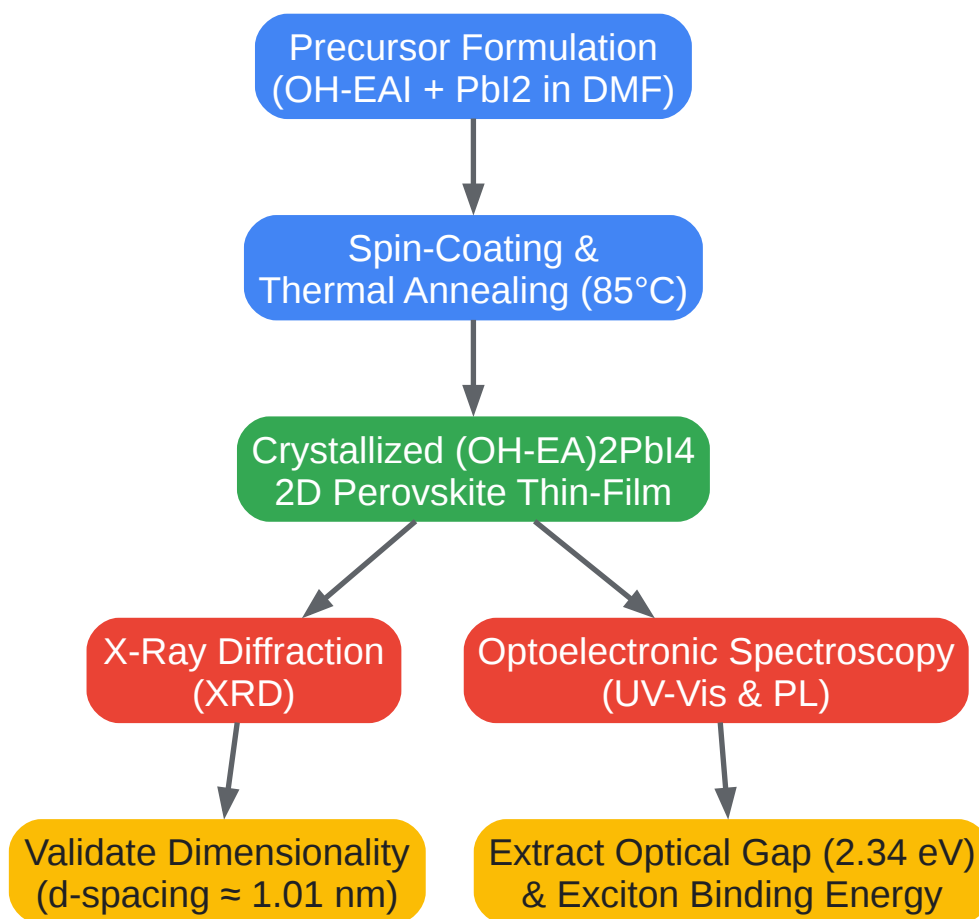 Precursor Formulation
(OH-EAI + PbI2 in DMF)
Spin-Coating &
Thermal Annealing (85°C)
Crystallized (OH-EA)2PbI4
2D Perovskite Thin-Film
X-Ray Diffraction
(XRD)
Optoelectronic Spectroscopy
(UV-Vis & PL)
Validate Dimensionality
(d-spacing ≈ 1.01 nm)
Extract Optical Gap (2.34 eV)
& Exciton Binding Energy